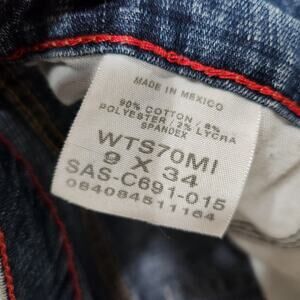 MADE IN MEXICO
90% COTTON / 8%
POLYESTER / 2% LYCRA
SPANDEX
WTS70MI
9 X 34
SAS-C691-015
084084511164